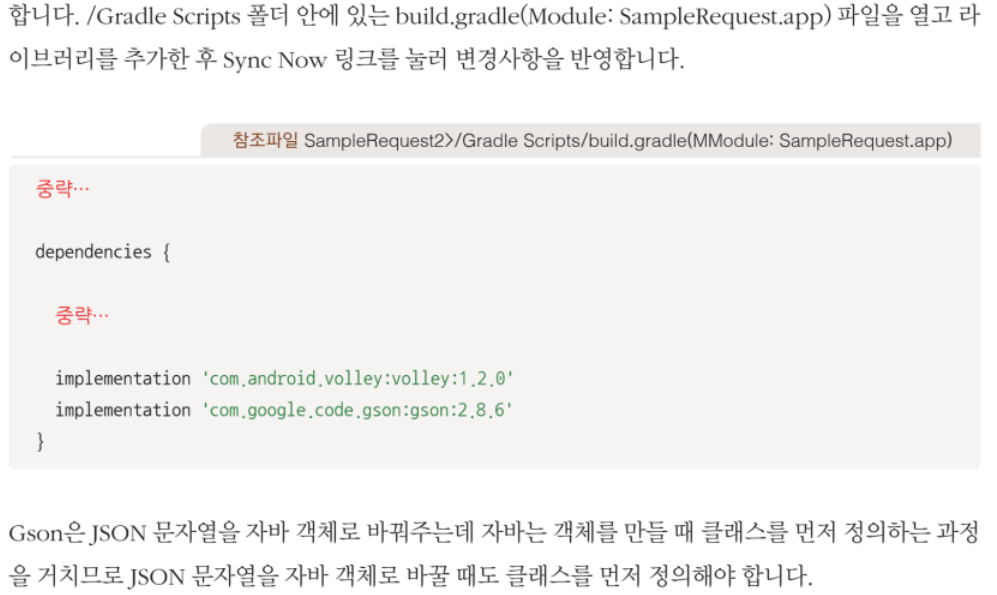 합니다. /Gradle Scripts 폴더 안에 있는 build.gradle(Module: SampleRequest.app) 파일을 열고 라
이브러리를 추가한 후 Sync Now 링크를 눌러 변경사항을 반영합니다.
참조파일 SampleRequest2>/Gradle Scripts/build.gradle(MModule: SampleRequest.app)
중략…
dependencies {
중략…
implementation 'com.android.volley:volley:1.2.0'
implementation 'com.google.code.gson:gson:2.8.6'
}
Gson은 JSON 문자열을 자바 객체로 바꿔주는데 자바는 객체를 만들 때 클래스를 먼저 정의하는 과정
을 거치므로 JSON 문자열을 자바 객체로 바꿀 때도 클래스를 먼저 정의해야 합니다.